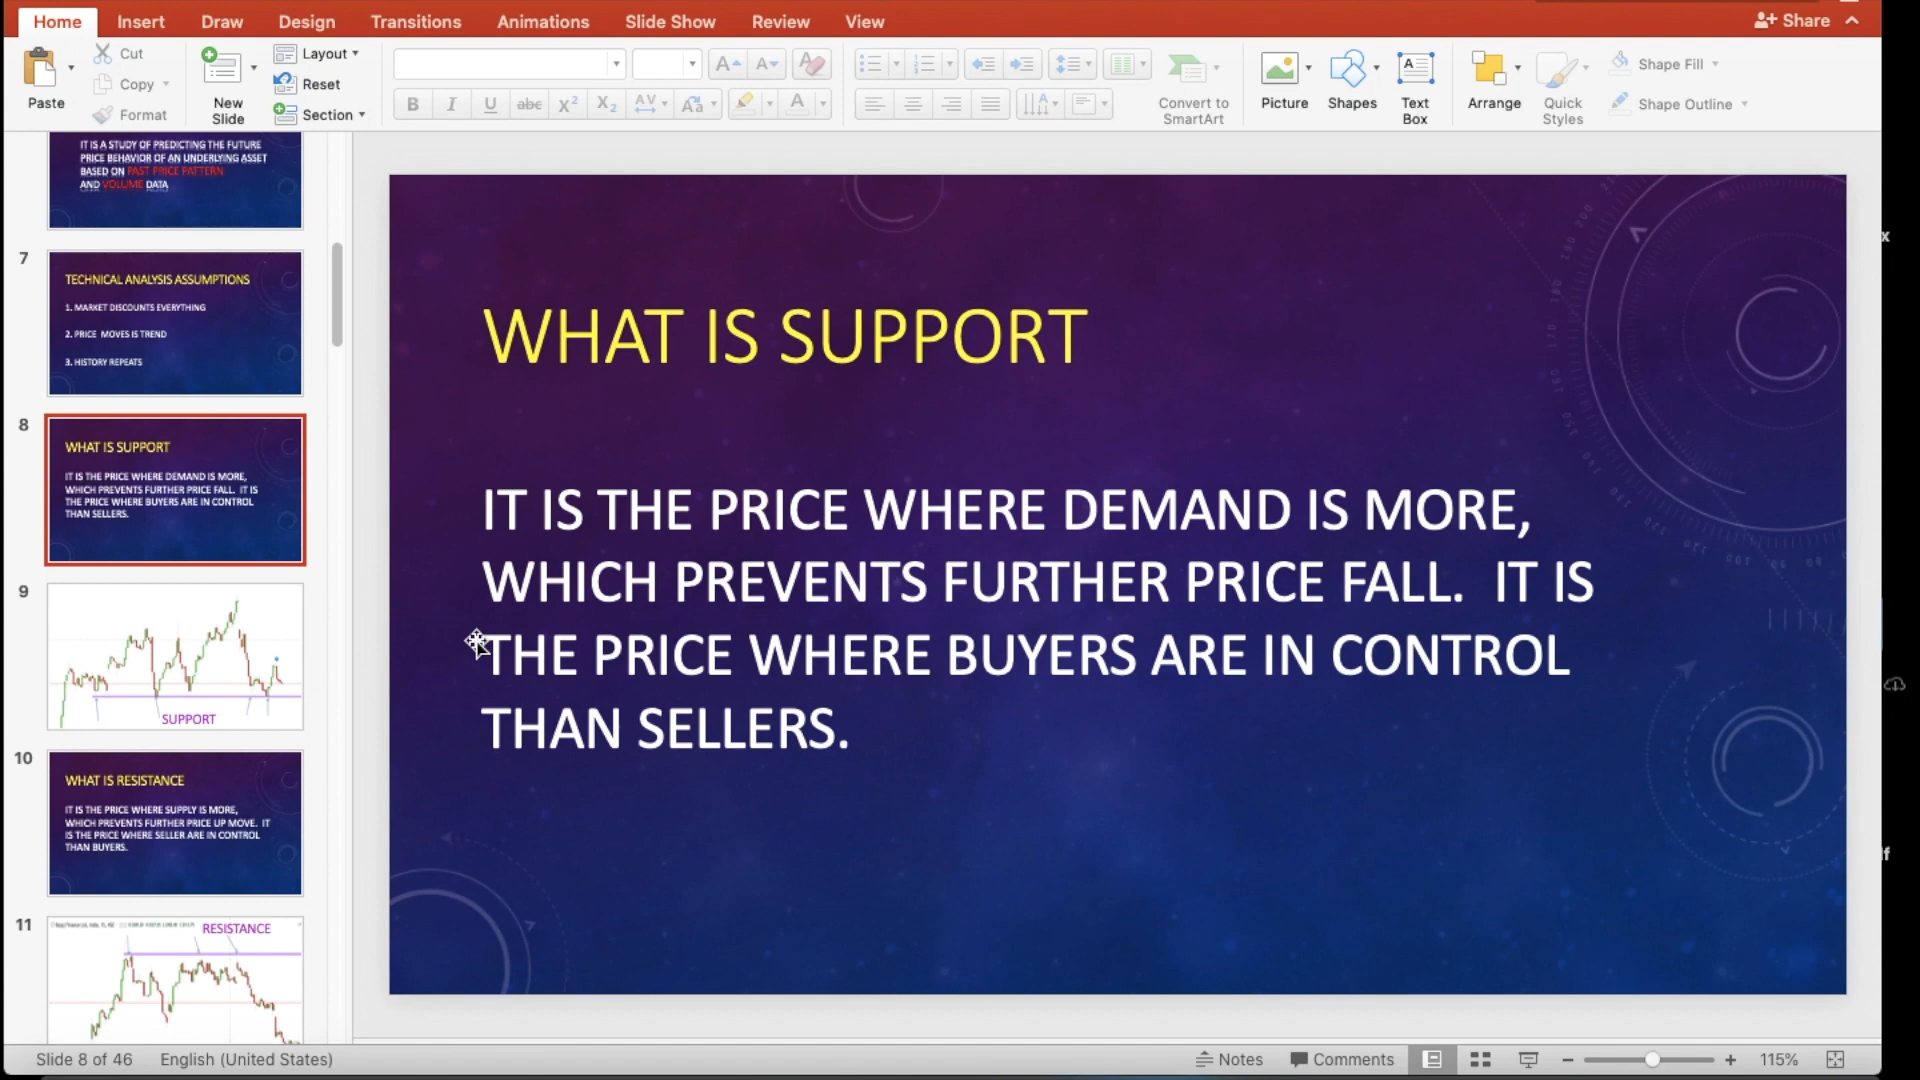 Home Insert Draw Design Transitions Animations Slide Show Review View Share
Paste
Cut
Copy
Format
New
Slide
Layout
Reset
Section
B I U abc X² X₂ AV Aa A
Convert to
SmartArt
Picture
Shapes
Text
Box
Arrange
Quick
Styles
Shape Fill
Shape Outline
IT IS A STUDY OF PREDICTING THE FUTURE
PRICE BEHAVIOR OF AN UNDERLYING ASSET
BASED ON PAST PRICE PATTERN
AND VOLUME DATA
7
TECHNICAL ANALYSIS ASSUMPTIONS
1. MARKET DISCOUNTS EVERYTHING
2. PRICE MOVES IS TREND
3. HISTORY REPEATS
8
WHAT IS SUPPORT
IT IS THE PRICE WHERE DEMAND IS MORE,
WHICH PREVENTS FURTHER PRICE FALL. IT IS
THE PRICE WHERE BUYERS ARE IN CONTROL
THAN SELLERS.
9
SUPPORT
10
WHAT IS RESISTANCE
IT IS THE PRICE WHERE SUPPLY IS MORE,
WHICH PREVENTS FURTHER PRICE UP MOVE. IT
IS THE PRICE WHERE SELLER ARE IN CONTROL
THAN BUYERS.
11
RESISTANCE
WHAT IS SUPPORT
IT IS THE PRICE WHERE DEMAND IS MORE,
WHICH PREVENTS FURTHER PRICE FALL. IT IS
THE PRICE WHERE BUYERS ARE IN CONTROL
THAN SELLERS.
Slide 8 of 46 English (United States) Notes Comments 115%